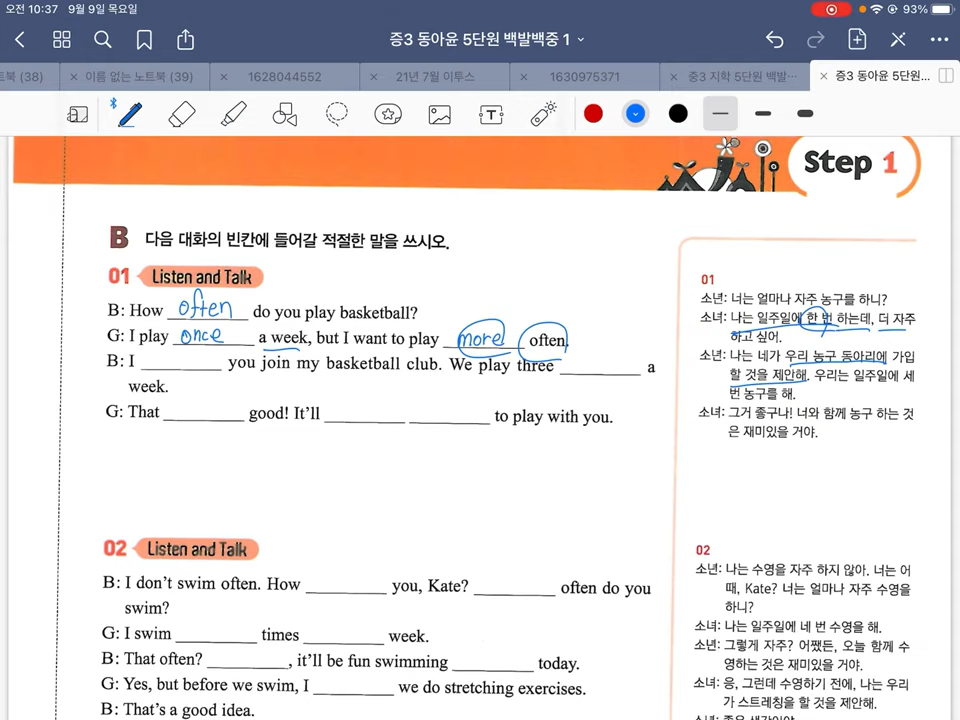 오전 10:37 9월 9일 목요일
93%
증3 동아윤 5단원 백발백중 1
트북 (38)
이름 없는 노트북 (39)
1628044552
21년 7월 이투스
1630975371
중3 지학 5단원 백발...
증3 동아윤 5단원...
Step 1
B 다음 대화의 빈칸에 들어갈 적절한 말을 쓰시오.
01 Listen and Talk
B: How often do you play basketball?
G: I play once a week, but I want to play more often.
B: I ________ you join my basketball club. We play three ________ a
week.
G: That ________ good! It'll ________ ________ to play with you.
02 Listen and Talk
B: I don't swim often. How ________ you, Kate? ________ often do you
swim?
G: I swim ________ times ________ week.
B: That often? ________, it'll be fun swimming ________ today.
G: Yes, but before we swim, I ________ we do stretching exercises.
B: That's a good idea.
01
소년: 너는 얼마나 자주 농구를 하니?
소녀: 나는 일주일에 한 번 하는데, 더 자주
하고 싶어.
소년: 나는 네가 우리 농구 동아리에 가입
할 것을 제안해. 우리는 일주일에 세
번 농구를 해.
소녀: 그거 좋구나! 너와 함께 농구 하는 것
은 재미있을 거야.
02
소년: 나는 수영을 자주 하지 않아. 너는 어
때, Kate? 너는 얼마나 자주 수영을
하니?
소녀: 나는 일주일에 네 번 수영을 해.
소년: 그렇게 자주? 어쨌든, 오늘 함께 수
영하는 것은 재미있을 거야.
소녀: 응, 그런데 수영하기 전에, 나는 우리
가 스트레칭을 할 것을 제안해.